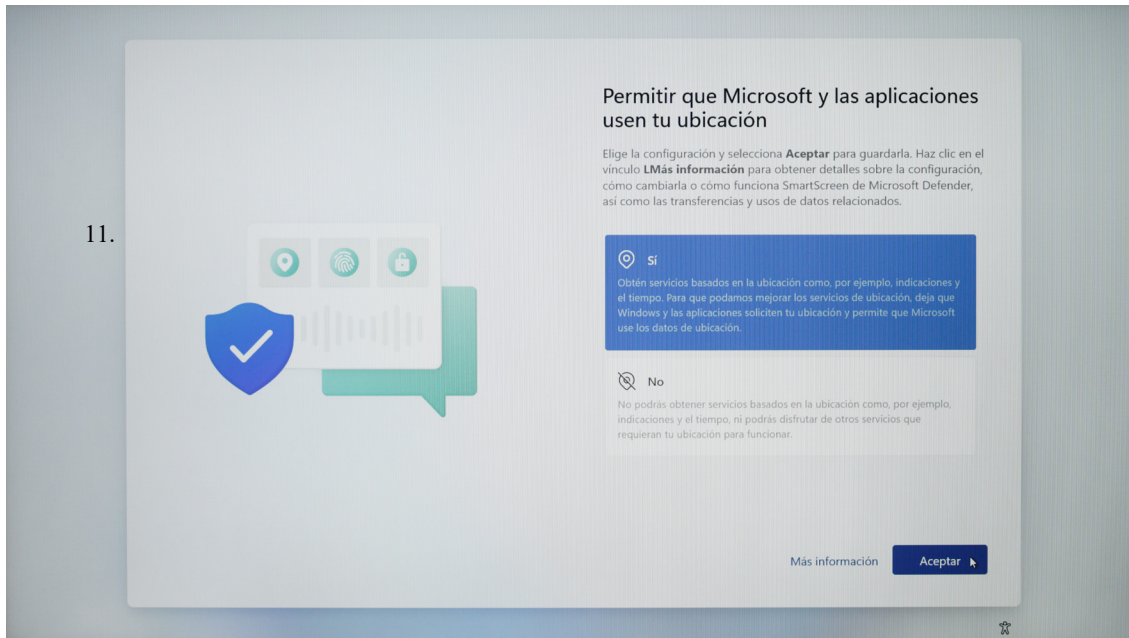 Permitir que Microsoft y las aplicaciones
usen tu ubicación
Elige la configuración y selecciona Aceptar para guardarla. Haz clic en el
vínculo LMás información para obtener detalles sobre la configuración,
cómo cambiarla o cómo funciona SmartScreen de Microsoft Defender,
así como las transferencias y usos de datos relacionados.
11.
Sí
Obtén servicios basados en la ubicación como, por ejemplo, indicaciones y
el tiempo. Para que podamos mejorar los servicios de ubicación, deja que
Windows y las aplicaciones soliciten tu ubicación y permite que Microsoft
use los datos de ubicación.
No
No podrás obtener servicios basados en la ubicación como, por ejemplo,
indicaciones y el tiempo, ni podrás disfrutar de otros servicios que
requieran tu ubicación para funcionar.
Más información
Aceptar